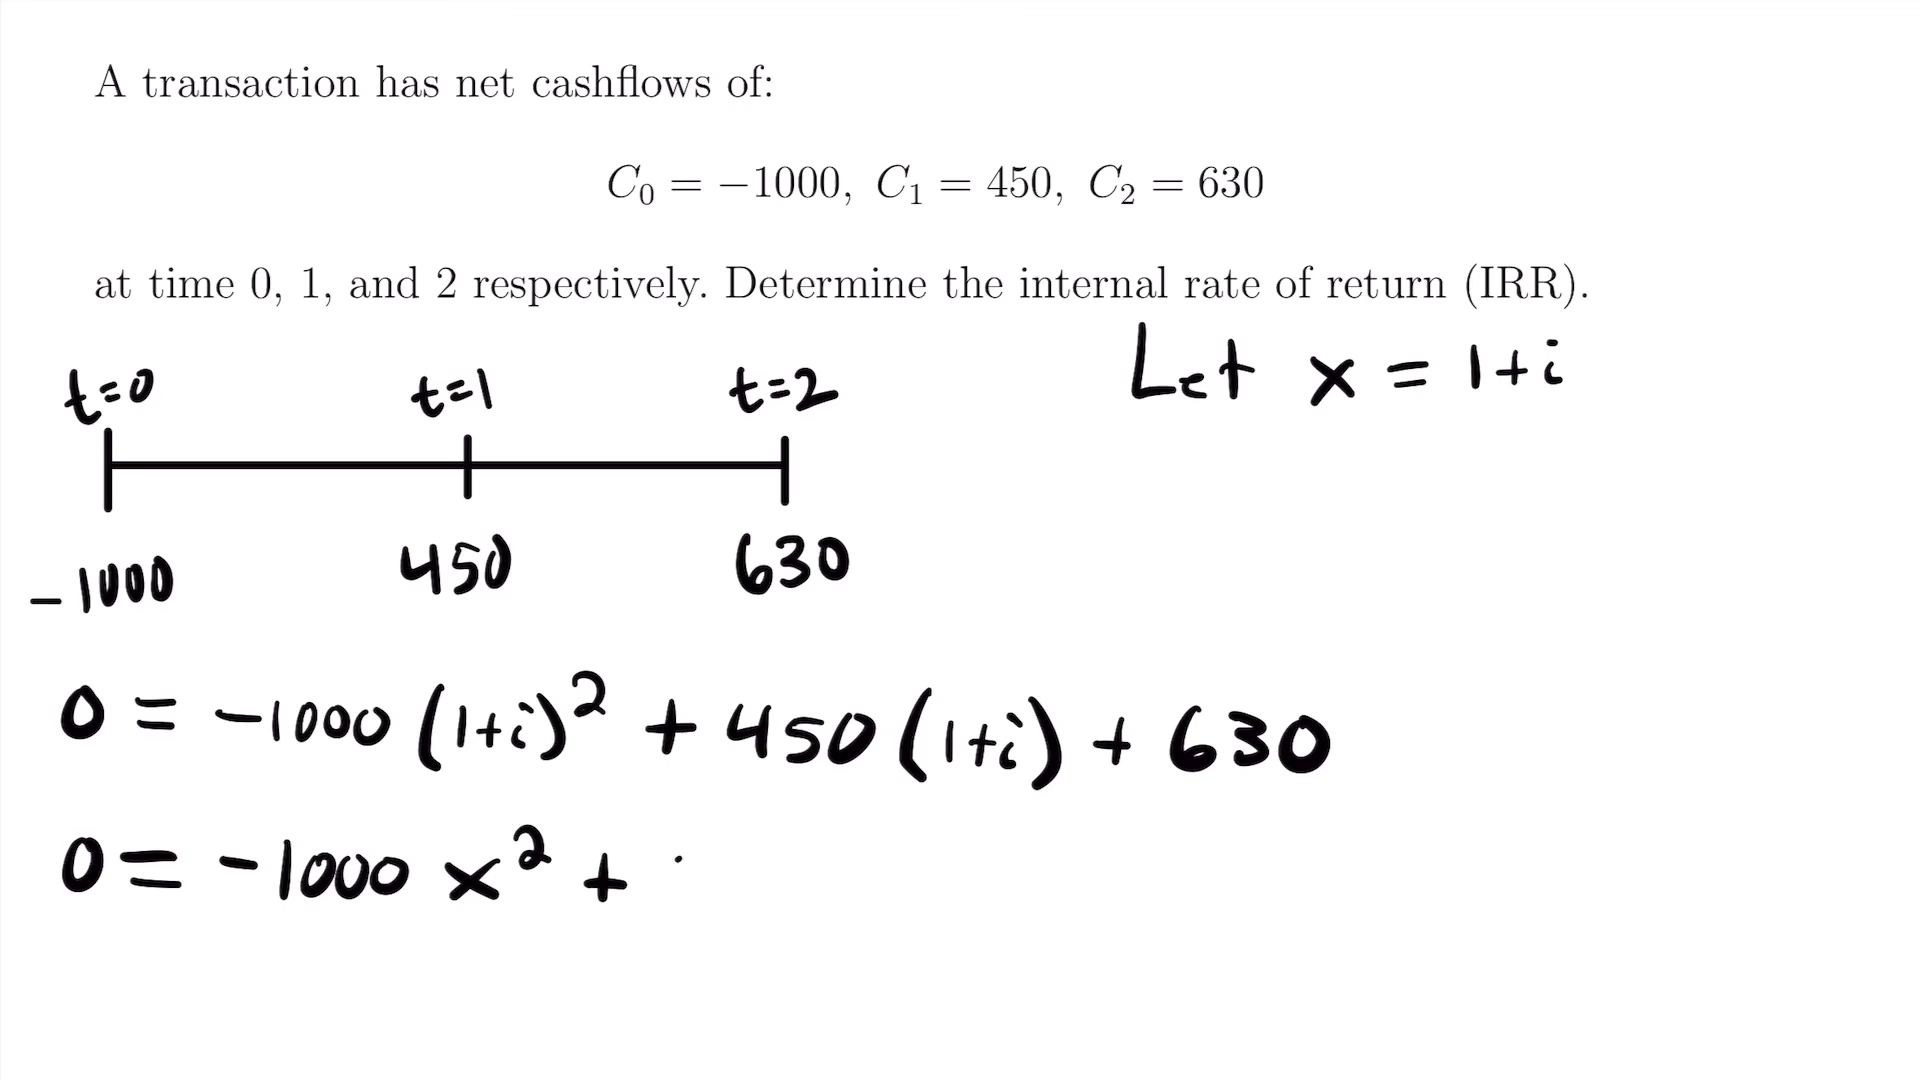 A transaction has net cashflows of:
C₀ = −1000, C₁ = 450, C₂ = 630
at time 0, 1, and 2 respectively. Determine the internal rate of return (IRR).
Let x = 1+i
t=0 t=1 t=2
-1000 450 630
0 = -1000 (1+i)² + 450 (1+i) + 630
0 = -1000 x² +